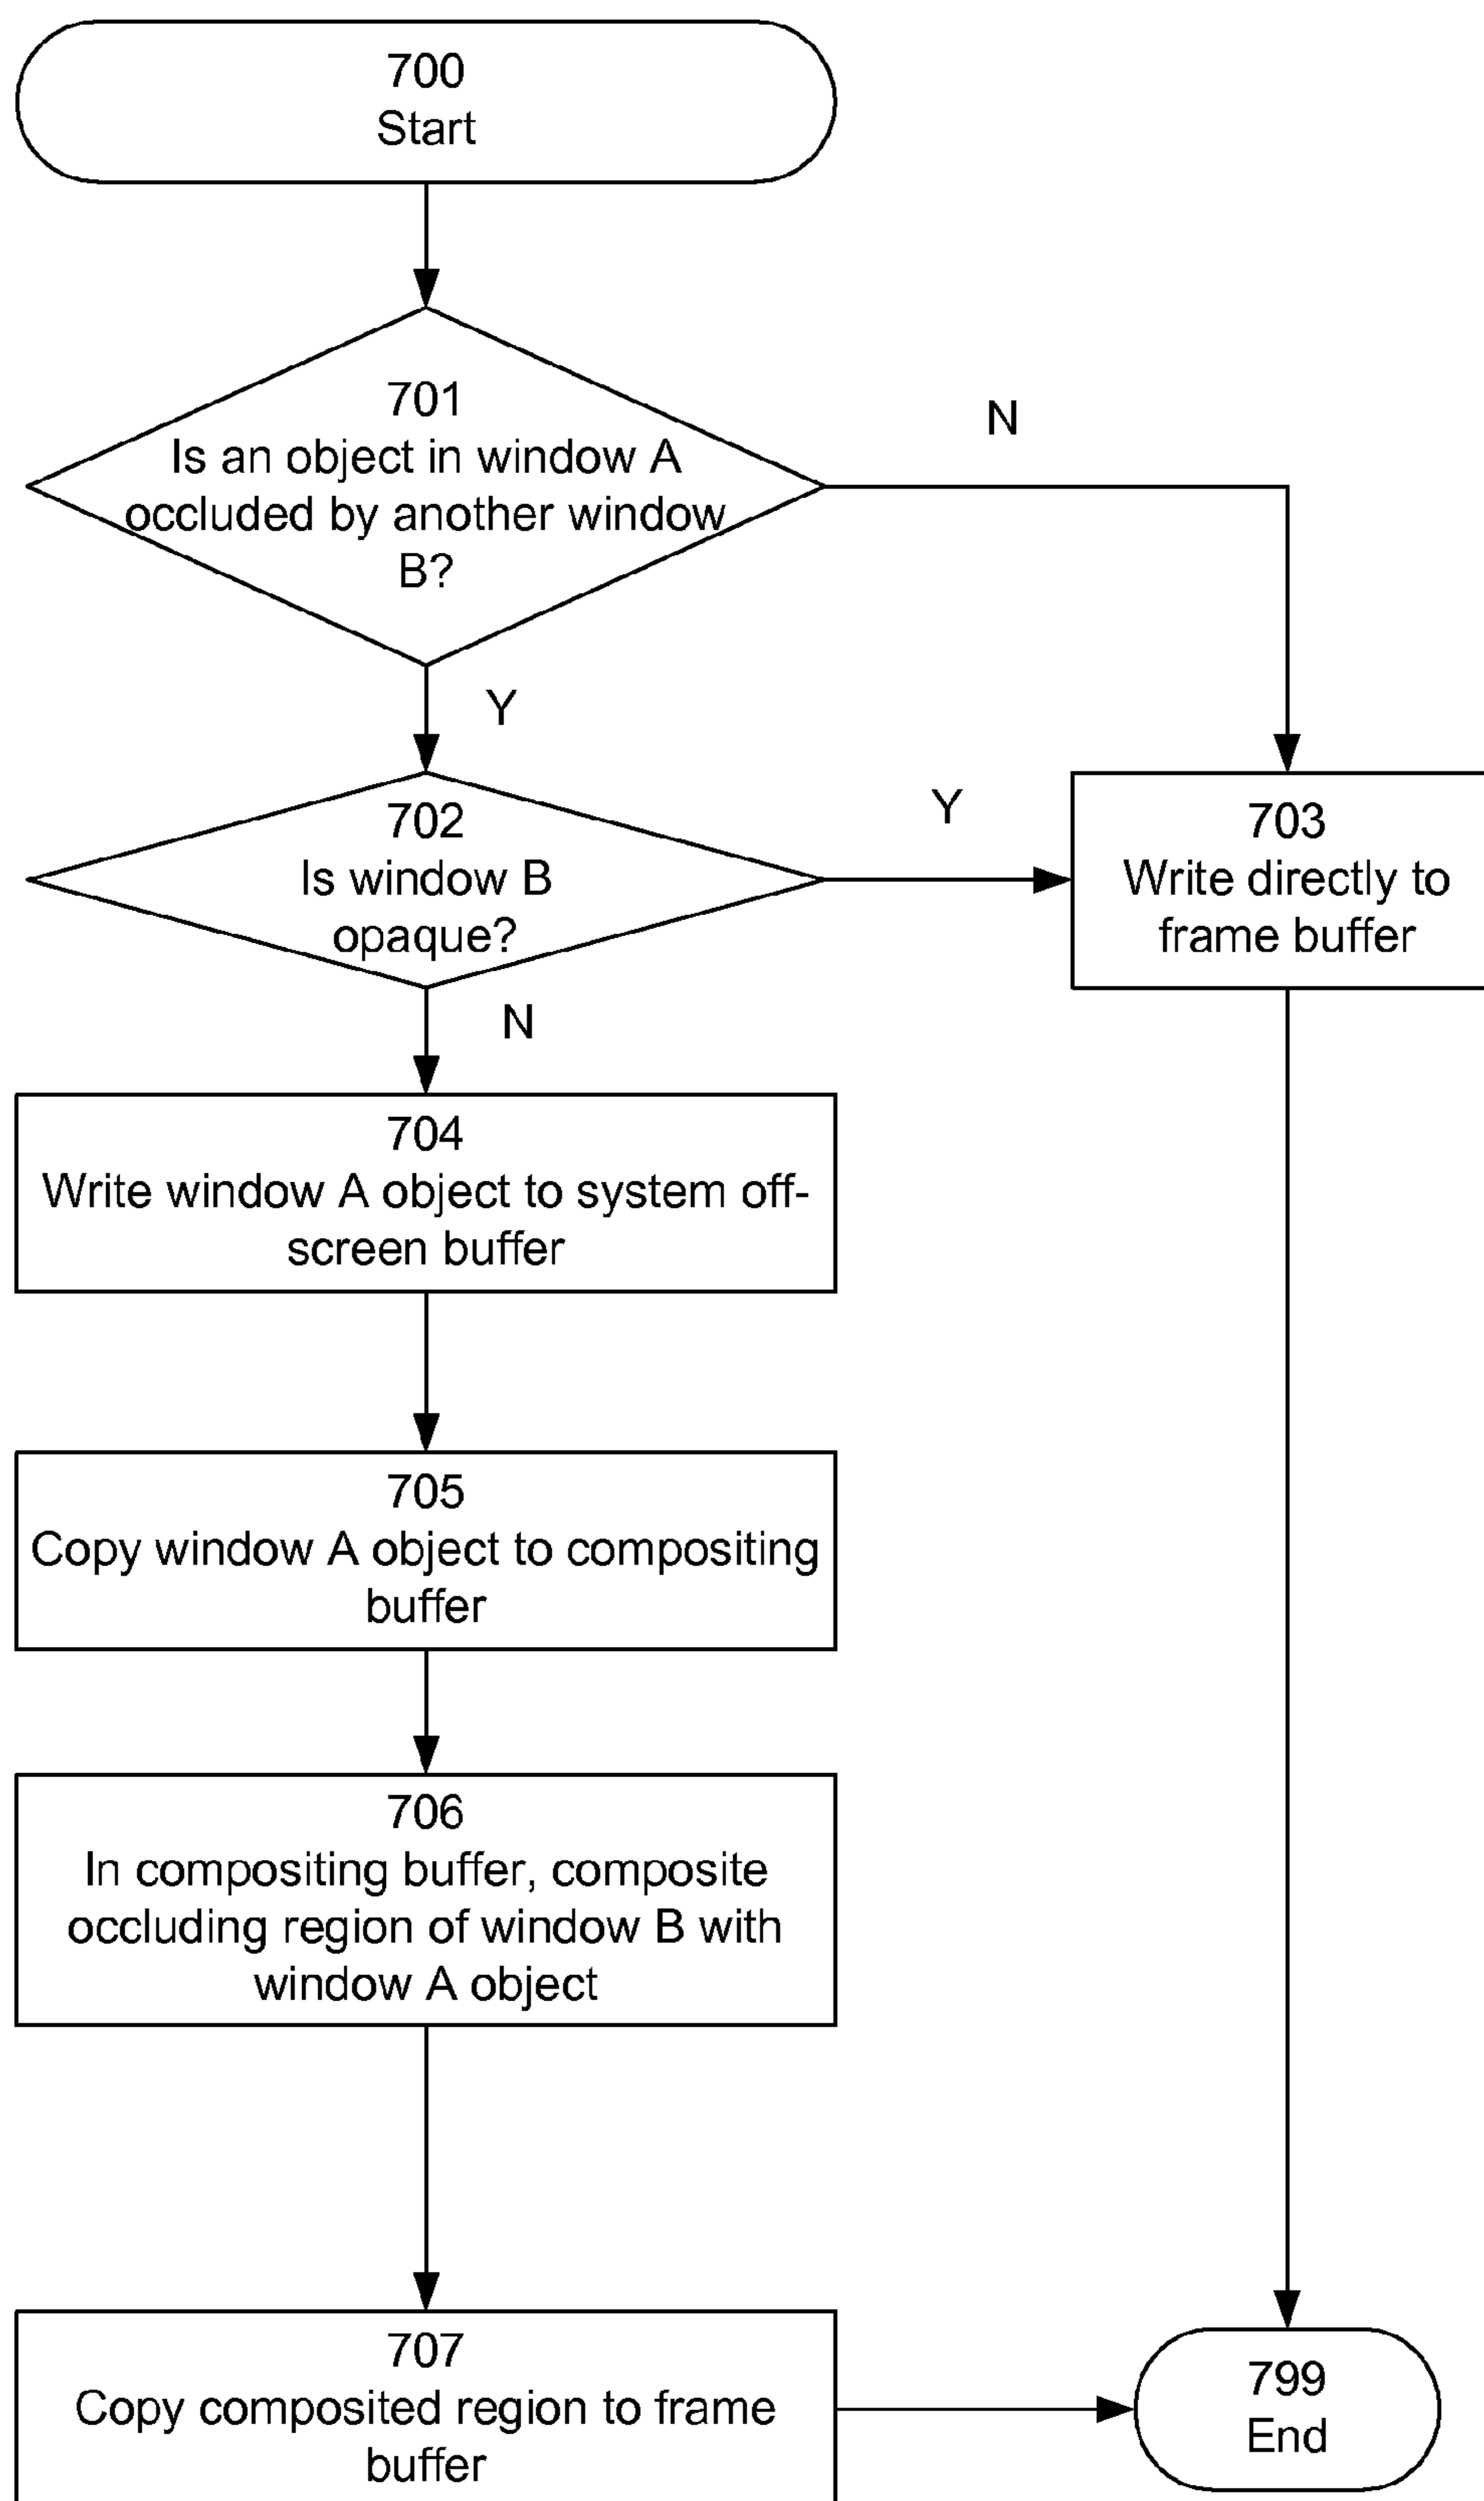 700
Start
701
Is an object in window A
occluded by another window
B?
N
Y
702
Is window B
opaque?
Y
703
Write directly to
frame buffer
N
704
Write window A object to system off-
screen buffer
705
Copy window A object to compositing
buffer
706
In compositing buffer, composite
occluding region of window B with
window A object
707
Copy composited region to frame
buffer
799
End